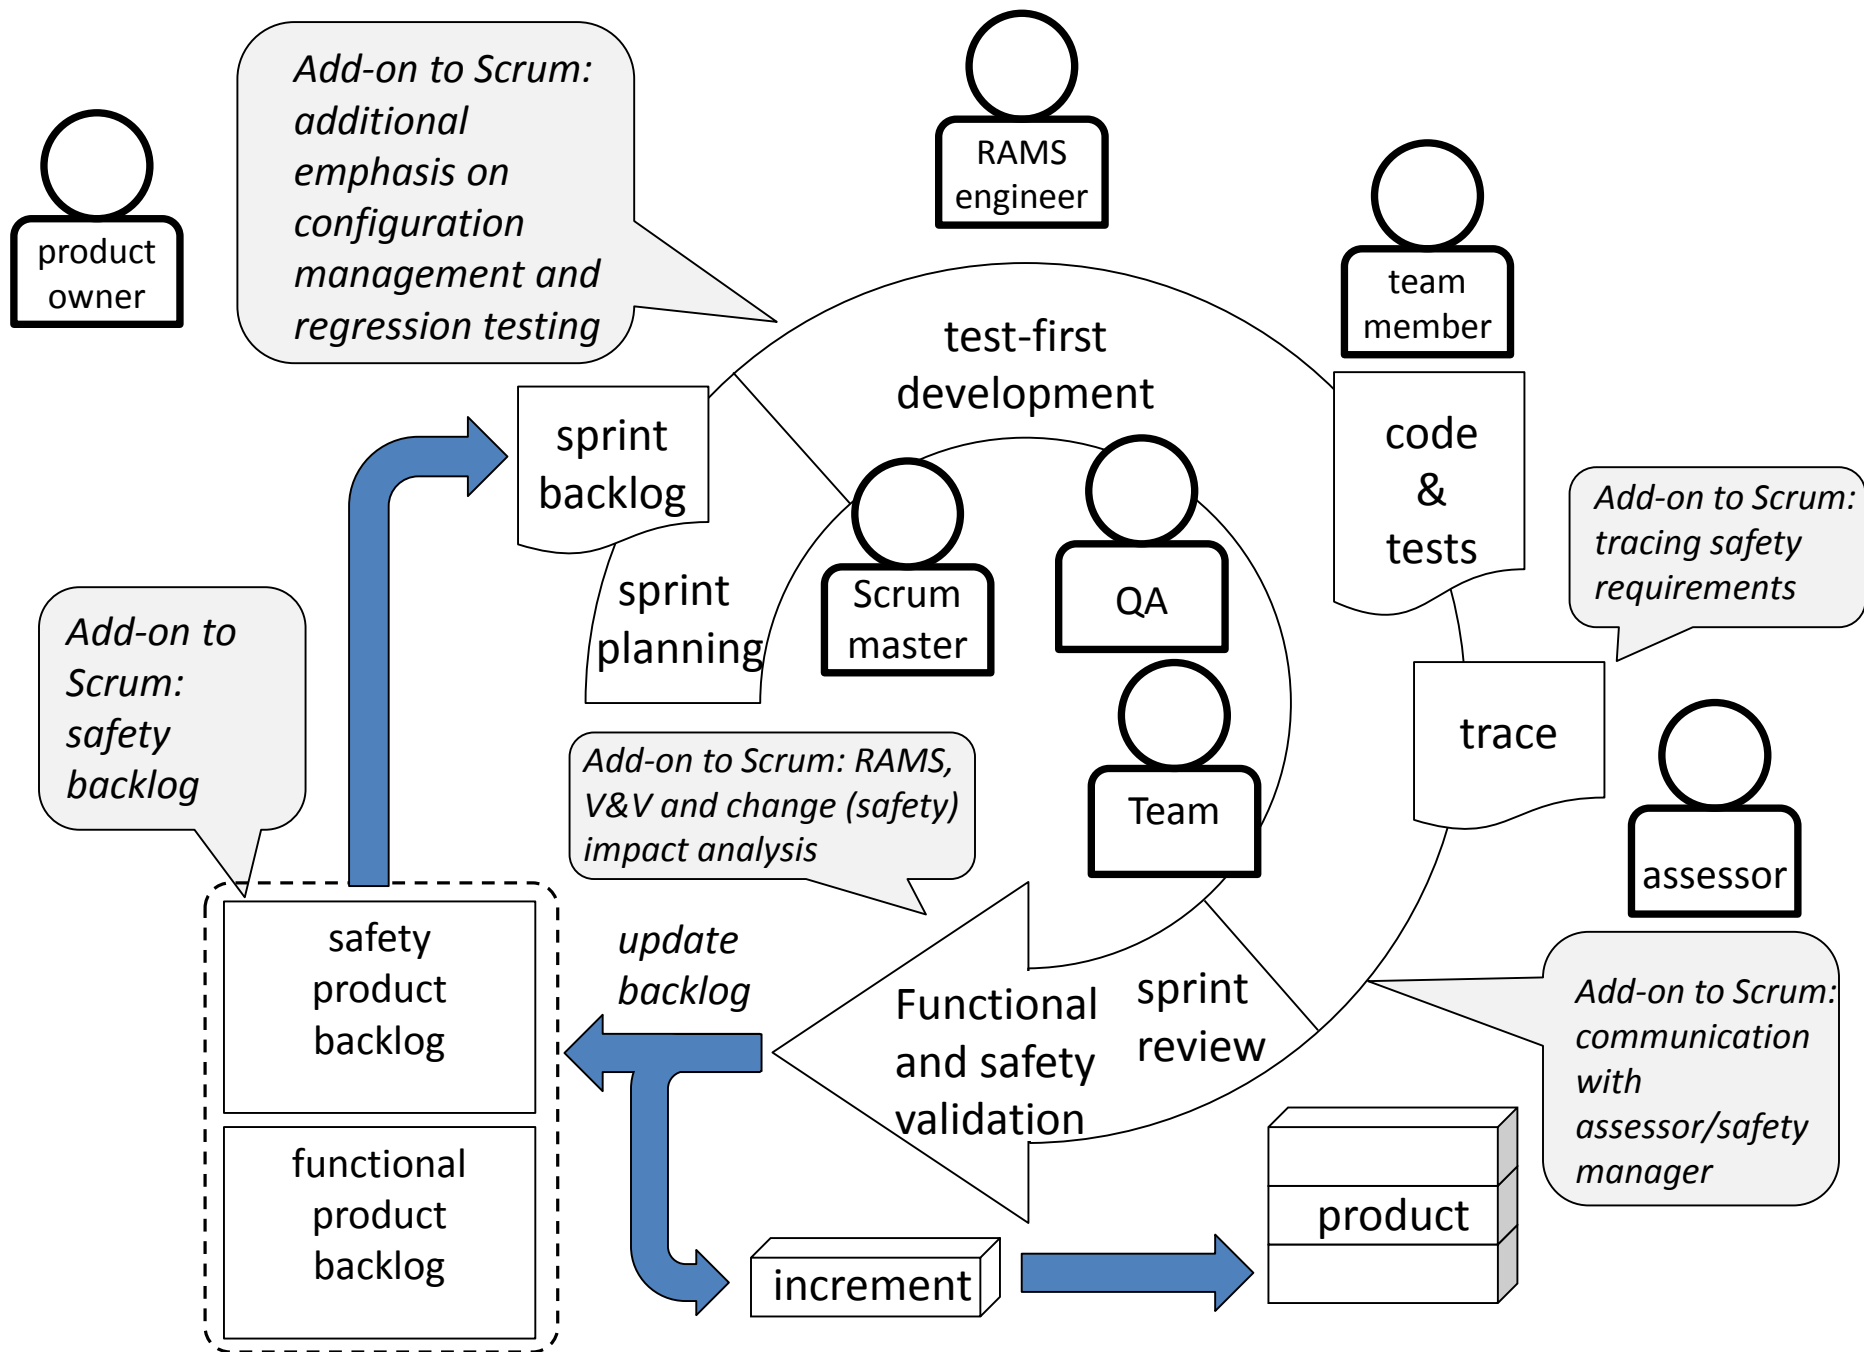 Add-on to Scrum:
additional
emphasis on
configuration
management and
regression testing
RAMS
engineer
product
owner
team
member
test-first
development
sprint
backlog
code
&
tests
Add-on to Scrum:
tracing safety
requirements
sprint
planning
Scrum
master
QA
Add-on to
Scrum:
safety
backlog
trace
Add-on to Scrum: RAMS,
V&V and change (safety)
impact analysis
Team
assessor
safety
product
backlog
update
backlog
Functional
and safety
validation
sprint
review
Add-on to Scrum:
communication
with
assessor/safety
manager
functional
product
backlog
increment
product